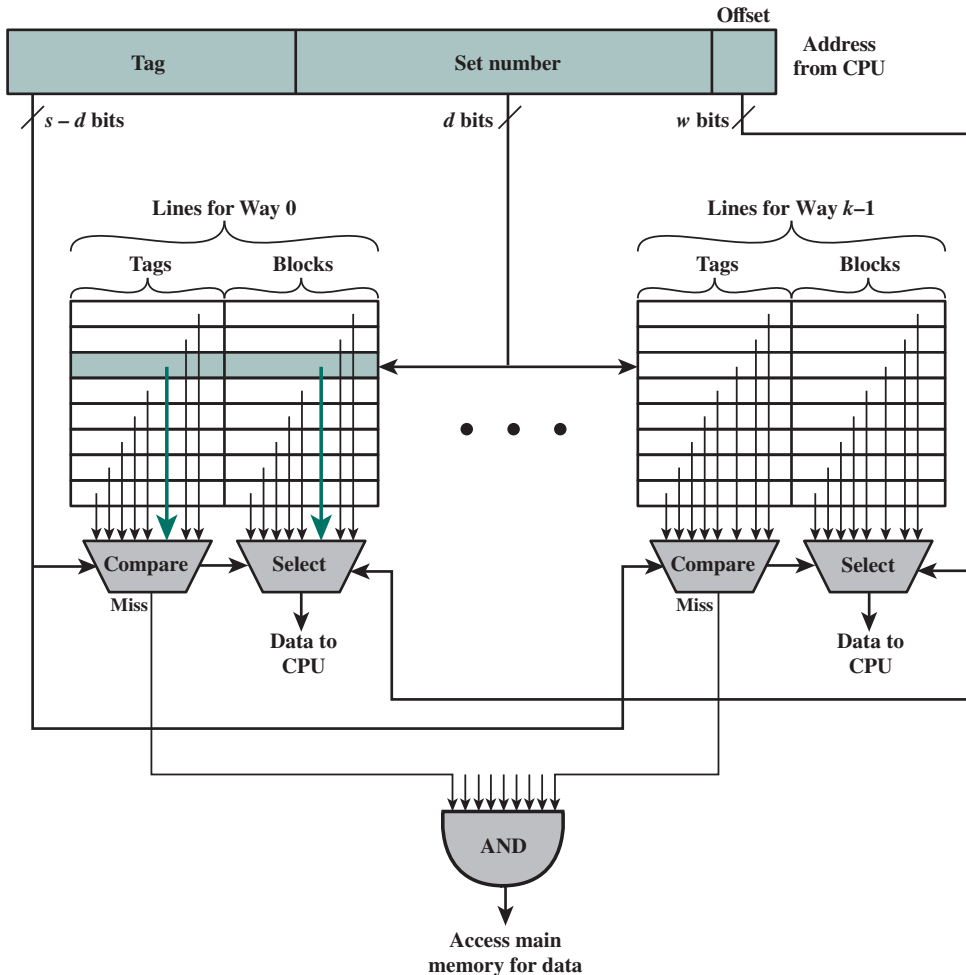 Offset
Tag
Set number
Address
from CPU
s – d bits
d bits
w bits
Lines for Way 0
Lines for Way k–1
Tags
Blocks
Tags
Blocks
Compare
Select
Compare
Select
Miss
Miss
Data to
CPU
Data to
CPU
AND
Access main
memory for data